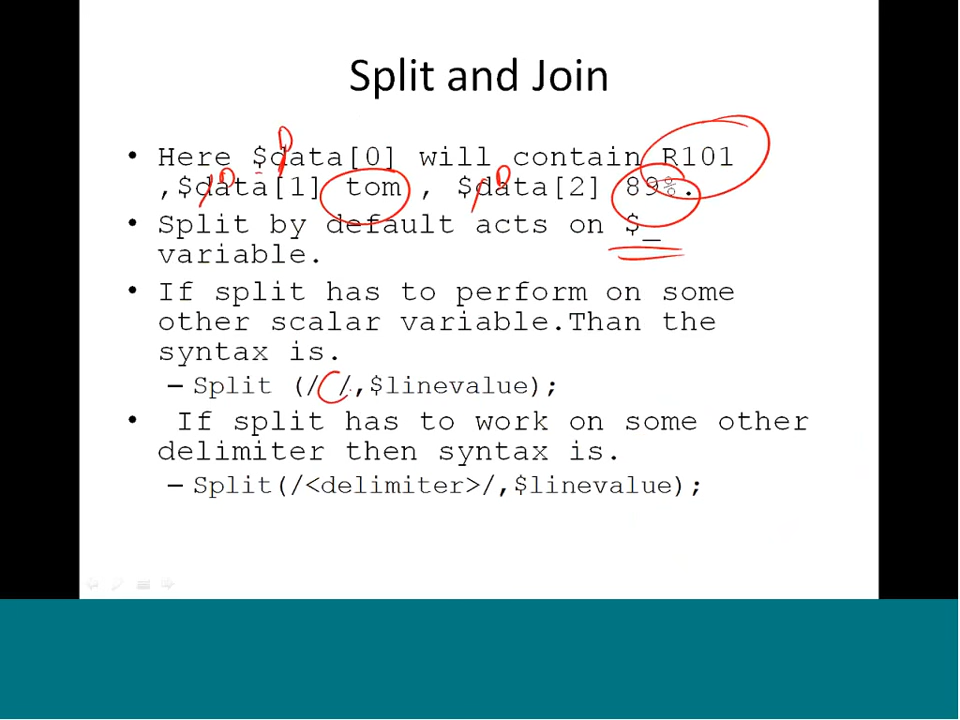 Split and Join
• Here $data[0] will contain R101
,$data[1] tom , $data[2] 89%.
• Split by default acts on $_
variable.
• If split has to perform on some
other scalar variable.Than the
syntax is.
– Split (/ /,$linevalue);
• If split has to work on some other
delimiter then syntax is.
– Split(/<delimiter>/,$linevalue);